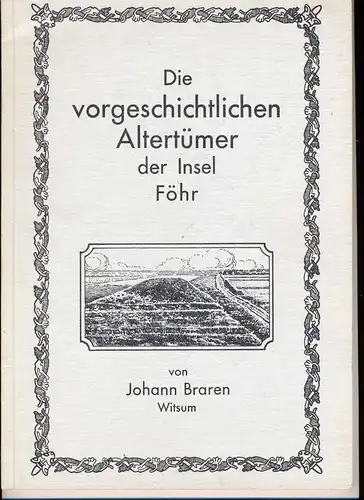 Die
vorgeschichtlichen
Altertümer
der Insel
Föhr
von
Johann Braren
Witsum